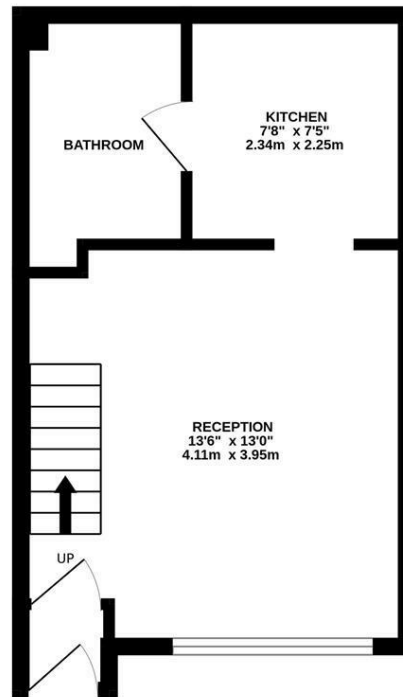 BATHROOM
KITCHEN
7'8" x 7'5"
2.34m x 2.25m
RECEPTION
13'6" x 13'0"
4.11m x 3.95m
UP